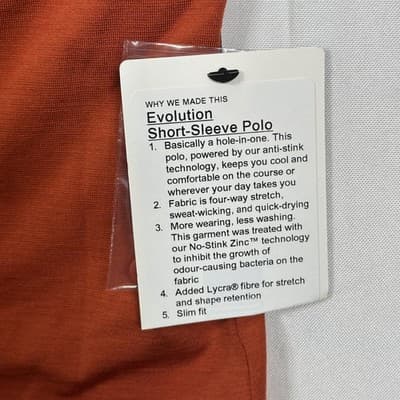 WHY WE MADE THIS
Evolution
Short-Sleeve Polo
1. Basically a hole-in-one. This
polo, powered by our anti-stink
technology, keeps you cool and
comfortable on the course or
wherever your day takes you
2. Fabric is four-way stretch,
sweat-wicking, and quick-drying
3. More wearing, less washing.
This garment was treated with
our No-Stink Zinc™ technology
to inhibit the growth of
odour-causing bacteria on the
fabric
4. Added Lycra® fibre for stretch
and shape retention
5. Slim fit